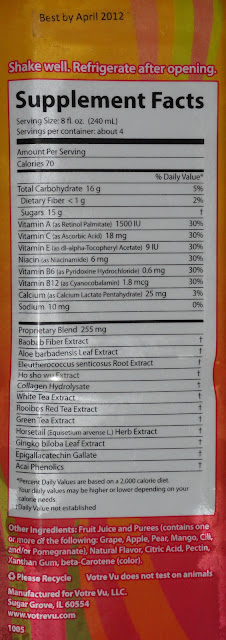 Best by April 2012
Shake well. Refrigerate after opening.
Supplement Facts
Serving Size: 8 fl. oz. (240 mL)
Servings per container: about 4
Amount Per Serving
Calories 70
% Daily Value*
Total Carbohydrate 16 g 5%
Dietary Fiber < 1 g 2%
Sugars 15 g †
Vitamin A (as Retinol Palmitate) 1500 IU 30%
Vitamin C (as Ascorbic Acid) 18 mg 30%
Vitamin E (as dl-alpha-Tocopheryl Acetate) 9 IU 30%
Niacin (as Niacinamide) 6 mg 30%
Vitamin B6 (as Pyridoxine Hydrochloride) 0.6 mg 30%
Vitamin B12 (as Cyanocobalamin) 1.8 mcg 30%
Calcium (as Calcium Lactate Pentahydrate) 25 mg 3%
Sodium 10 mg 0%
Proprietary Blend 255 mg
Baobab Fiber Extract †
Aloe barbadensis Leaf Extract †
Eleutherococcus senticosus Root Extract †
Ho sho wu Extract †
Collagen Hydrolysate †
White Tea Extract †
Rooibos Red Tea Extract †
Green Tea Extract †
Horsetail (Equisetium arvense L.) Herb Extract †
Gingko biloba Leaf Extract †
Epigallacatechin Gallate †
Acai Phenolics †
*Percent Daily Values are based on a 2,000 calorie diet.
Your daily values may be higher or lower depending on your
calorie needs.
†Daily Value not established
Other Ingredients: Fruit Juice and Purees (contains one
or more of the following: Grape, Apple, Pear, Mango, Cili,
and/or Pomegranate), Natural Flavor, Citric Acid, Pectin,
Xanthan Gum, beta-Carotene (color).
Please Recycle Votre Vu does not test on animals
Manufactured for Votre Vu, LLC.
Sugar Grove, IL 60554
www.votrevu.com
1005